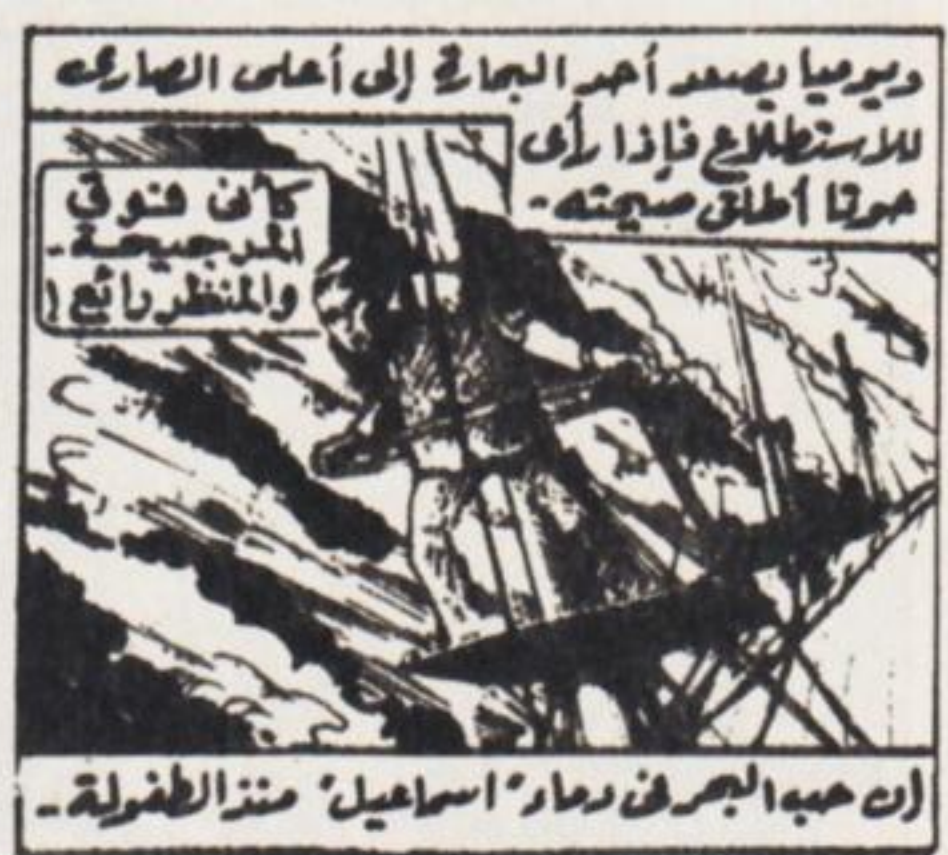 ويوميا يصعد أحد البحارة إلى أعلى الصارى
للاستطلاع فإذا رأى
حوتا أطلق صيحته -
كأنى فوق
المرجيحة -
والمنظر رائع !
إن حب البحر فى دماء "اسماعيل" منذ الطفولة -